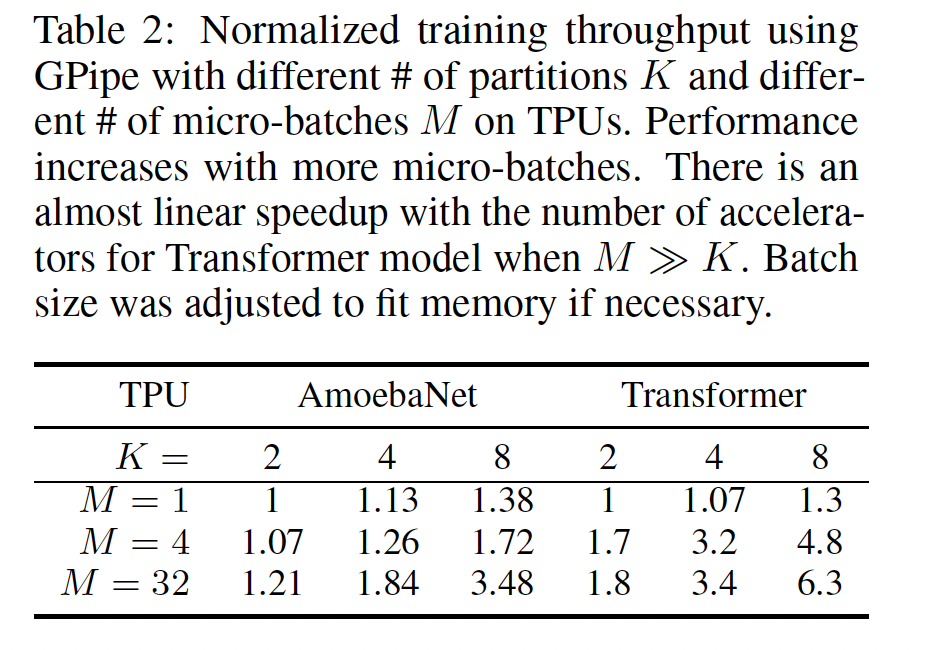 Table 2: Normalized training throughput using
GPipe with different # of partitions K and differ-
ent # of micro-batches M on TPUs. Performance
increases with more micro-batches. There is an
almost linear speedup with the number of accelera-
tors for Transformer model when M ≫ K. Batch
size was adjusted to fit memory if necessary.
TPU AmoebaNet Transformer
K = 2 4 8 2 4 8
M = 1 1 1.13 1.38 1 1.07 1.3
M = 4 1.07 1.26 1.72 1.7 3.2 4.8
M = 32 1.21 1.84 3.48 1.8 3.4 6.3